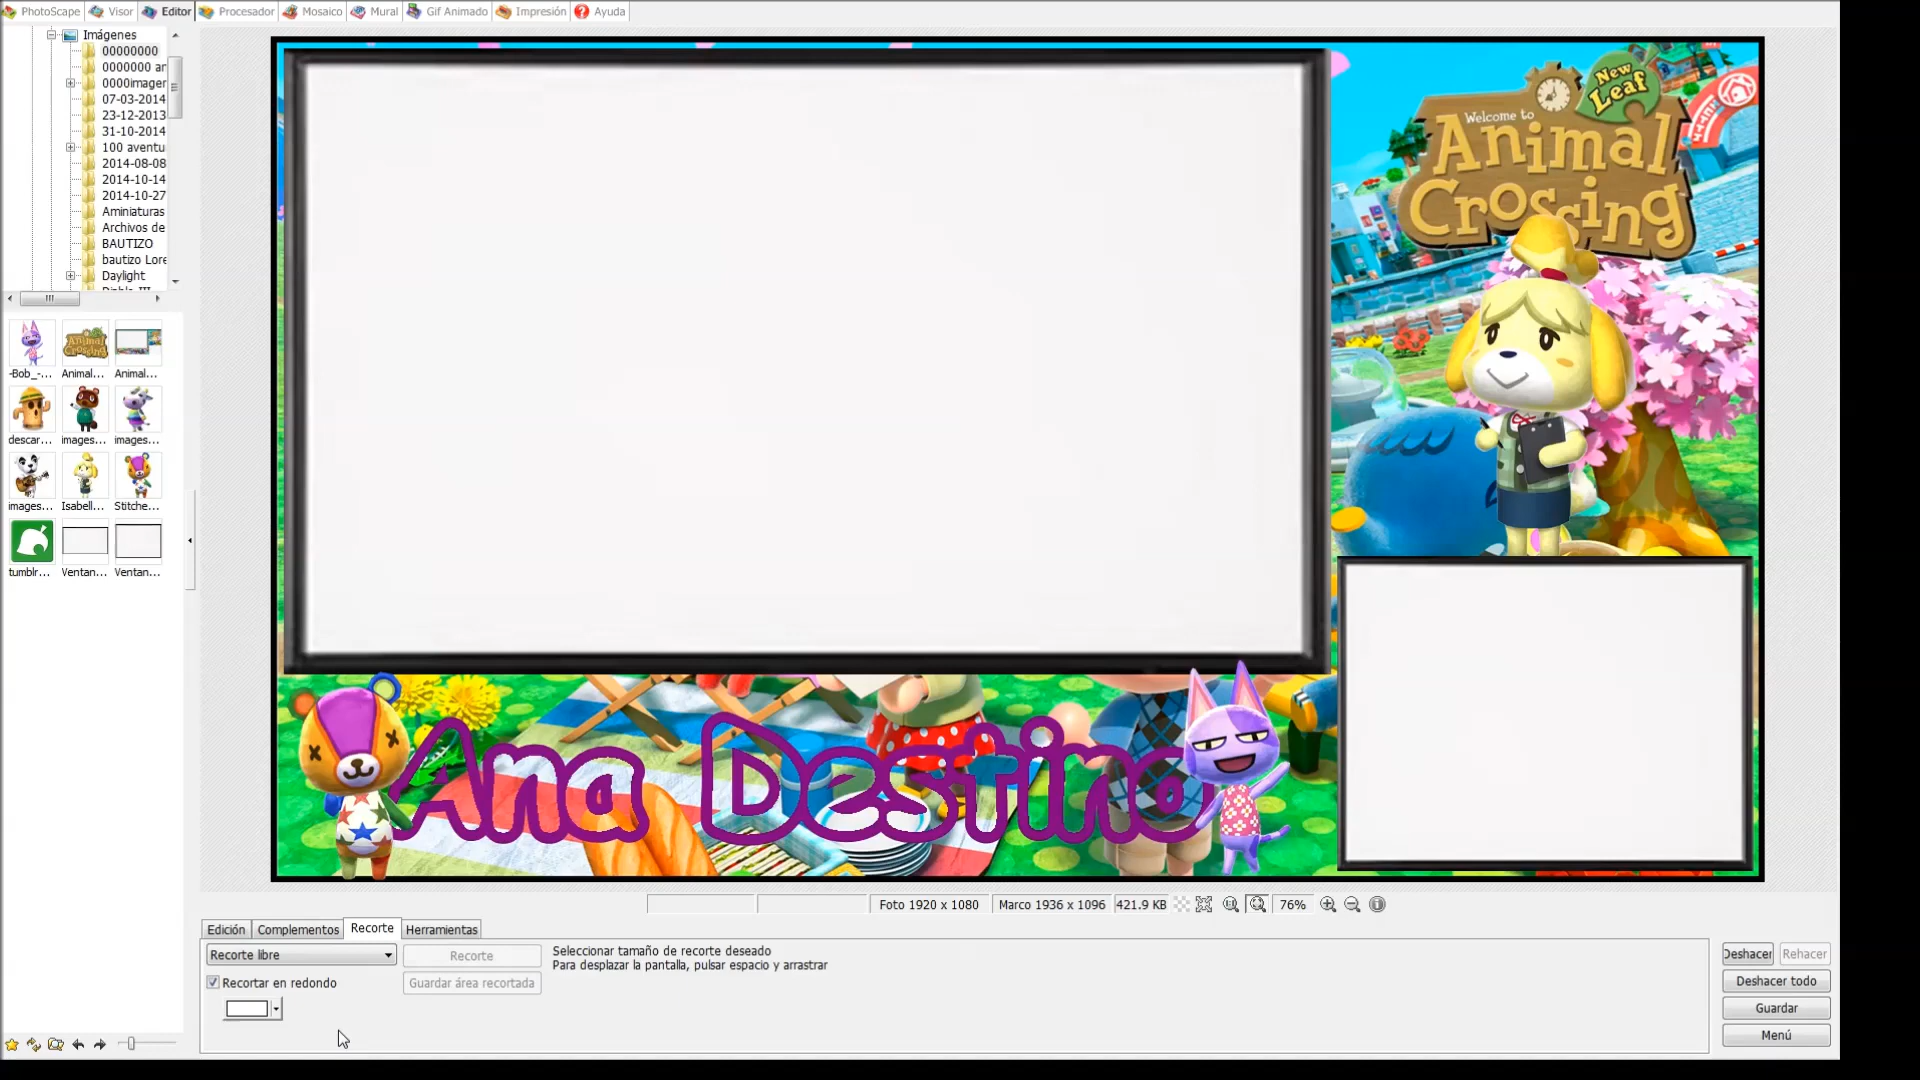 PhotoScape Visor Editor Procesador Mosaico Mural Gif Animado Impresión Ayuda
Imágenes
00000000
0000000 ar
0000imager
07-03-2014
23-12-2013
31-10-2014
100 aventu
2014-08-08
2014-10-14
2014-10-27
Aminiaturas
Archivos de
BAUTIZO
bautizo Lore
Daylight
-Bob_-... Animal... Animal...
descar... images... images...
images... Isabell... Stitche...
tumblr... Ventan... Ventan...
New
Leaf
Welcome to
Animal
Crossing
Ana Destino
Foto 1920 x 1080 Marco 1936 x 1096 421.9 KB 76%
Edición Complementos Recorte Herramientas
Recorte libre
Recortar en redondo
Recorte
Guardar área recortada
Seleccionar tamaño de recorte deseado
Para desplazar la pantalla, pulsar espacio y arrastrar
Deshacer Rehacer
Deshacer todo
Guardar
Menú